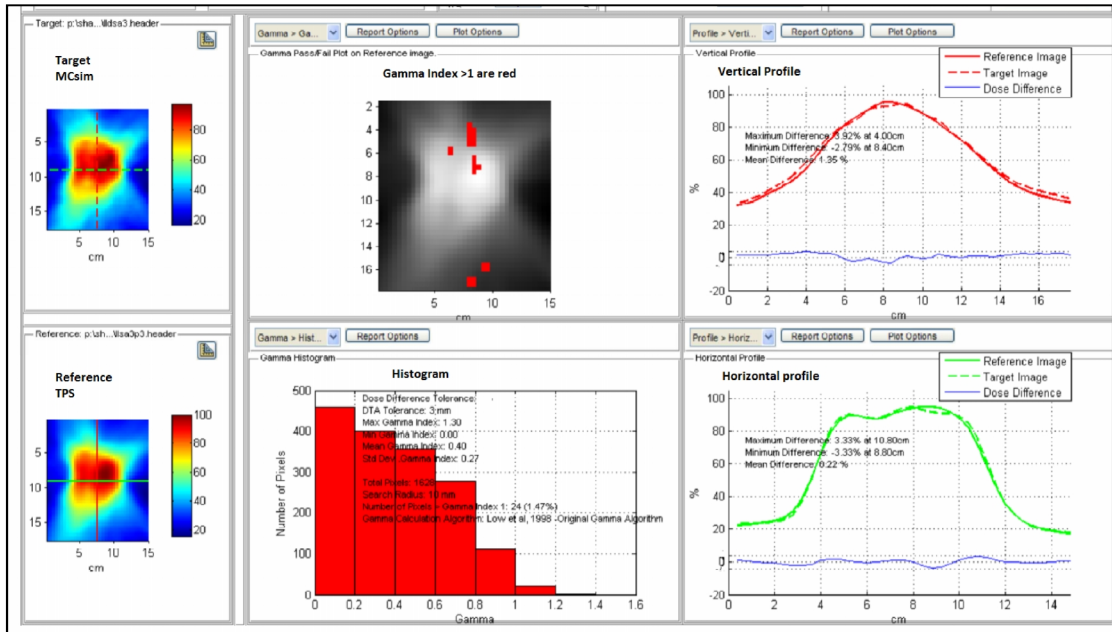 Target: p:\sha...\lldsa3.header
Target
MCsim
5
10
15
5 10 15
cm
80
60
40
20
Gamma > Ga...
Report Options
Plot Options
Gamma Pass/Fail Plot on Reference image.
Gamma Index >1 are red
2
4
6
8
10
12
14
16
5 10 15
cm
Profile > Verti...
Report Options
Plot Options
Vertical Profile
Vertical Profile
Reference Image
Target Image
Dose Difference
Maximum Difference: 3.92% at 4.00cm
Minimum Difference: -2.79% at 8.40cm
Mean Difference: 1.35 %
%
100
80
60
40
0
-20
0 2 4 6 8 10 12 14 16
cm
Reference: p:\sh...\llsa3p3.header
Reference
TPS
5
10
15
5 10 15
cm
100
80
60
40
20
Gamma > Hist...
Report Options
Gamma Histogram
Histogram
Dose Difference Tolerance
DTA Tolerance: 3 mm
Max Gamma Index: 1.30
Min Gamma Index: 0.00
Mean Gamma Index: 0.40
Std Dev. Gamma Index: 0.27
Total Pixels: 1628
Search Radius: 10 mm
Number of Pixels > Gamma Index 1: 24 (1.47%)
Gamma Calculation Algorithm: Low et al, 1998 -Original Gamma Algorithm
Number of Pixels
500
400
300
200
100
0
0 0.2 0.4 0.6 0.8 1 1.2 1.4 1.6
Gamma
Profile > Horiz...
Report Options
Plot Options
Horizontal Profile
Horizontal profile
Reference Image
Target Image
Dose Difference
Maximum Difference: 3.33% at 10.80cm
Minimum Difference: -3.33% at 8.80cm
Mean Difference: 0.22 %
%
100
80
60
40
20
-20
0 2 4 6 8 10 12 14
cm